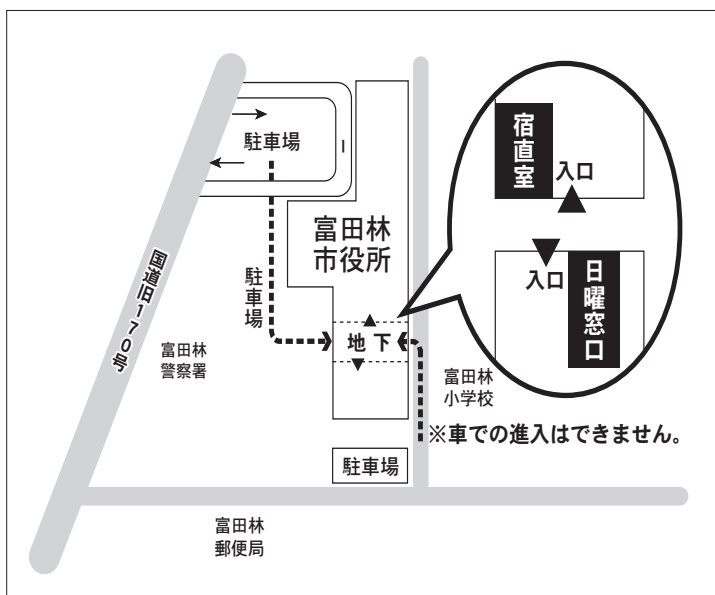 駐車場
宿直室
入口
富田林
市役所
入口
日曜窓口
国道旧170号
駐車場
地下
富田林
警察署
富田林
小学校
※車での進入はできません。
駐車場
富田林
郵便局